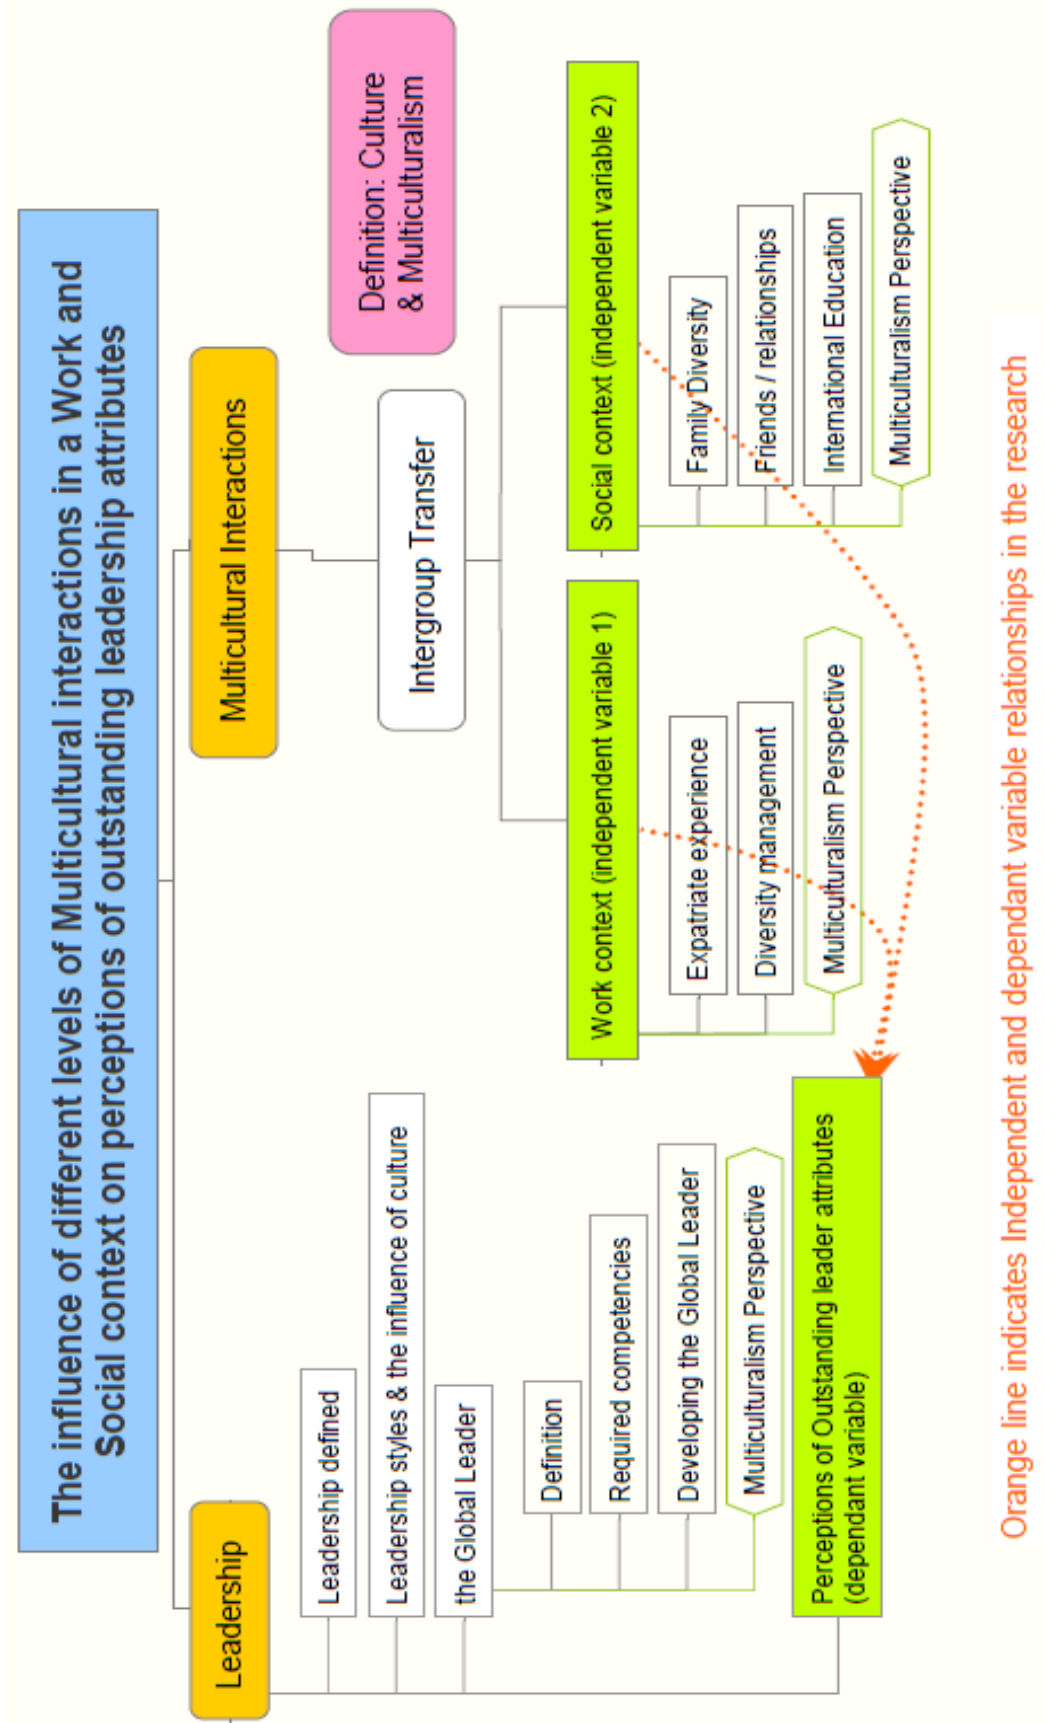 The influence of different levels of Multicultural interactions in a Work and
Social context on perceptions of outstanding leadership attributes
Leadership
Leadership defined
Leadership styles & the influence of culture
the Global Leader
Definition
Required competencies
Developing the Global Leader
Multiculturalism Perspective
Perceptions of Outstanding leader attributes
(dependant variable)
Multicultural Interactions
Definition: Culture
& Multiculturalism
Intergroup Transfer
Work context (independent variable 1)
Expatriate experience
Diversity management
Multiculturalism Perspective
Social context (independent variable 2)
Family Diversity
Friends / relationships
International Education
Multiculturalism Perspective
Orange line indicates Independent and dependant variable relationships in the research